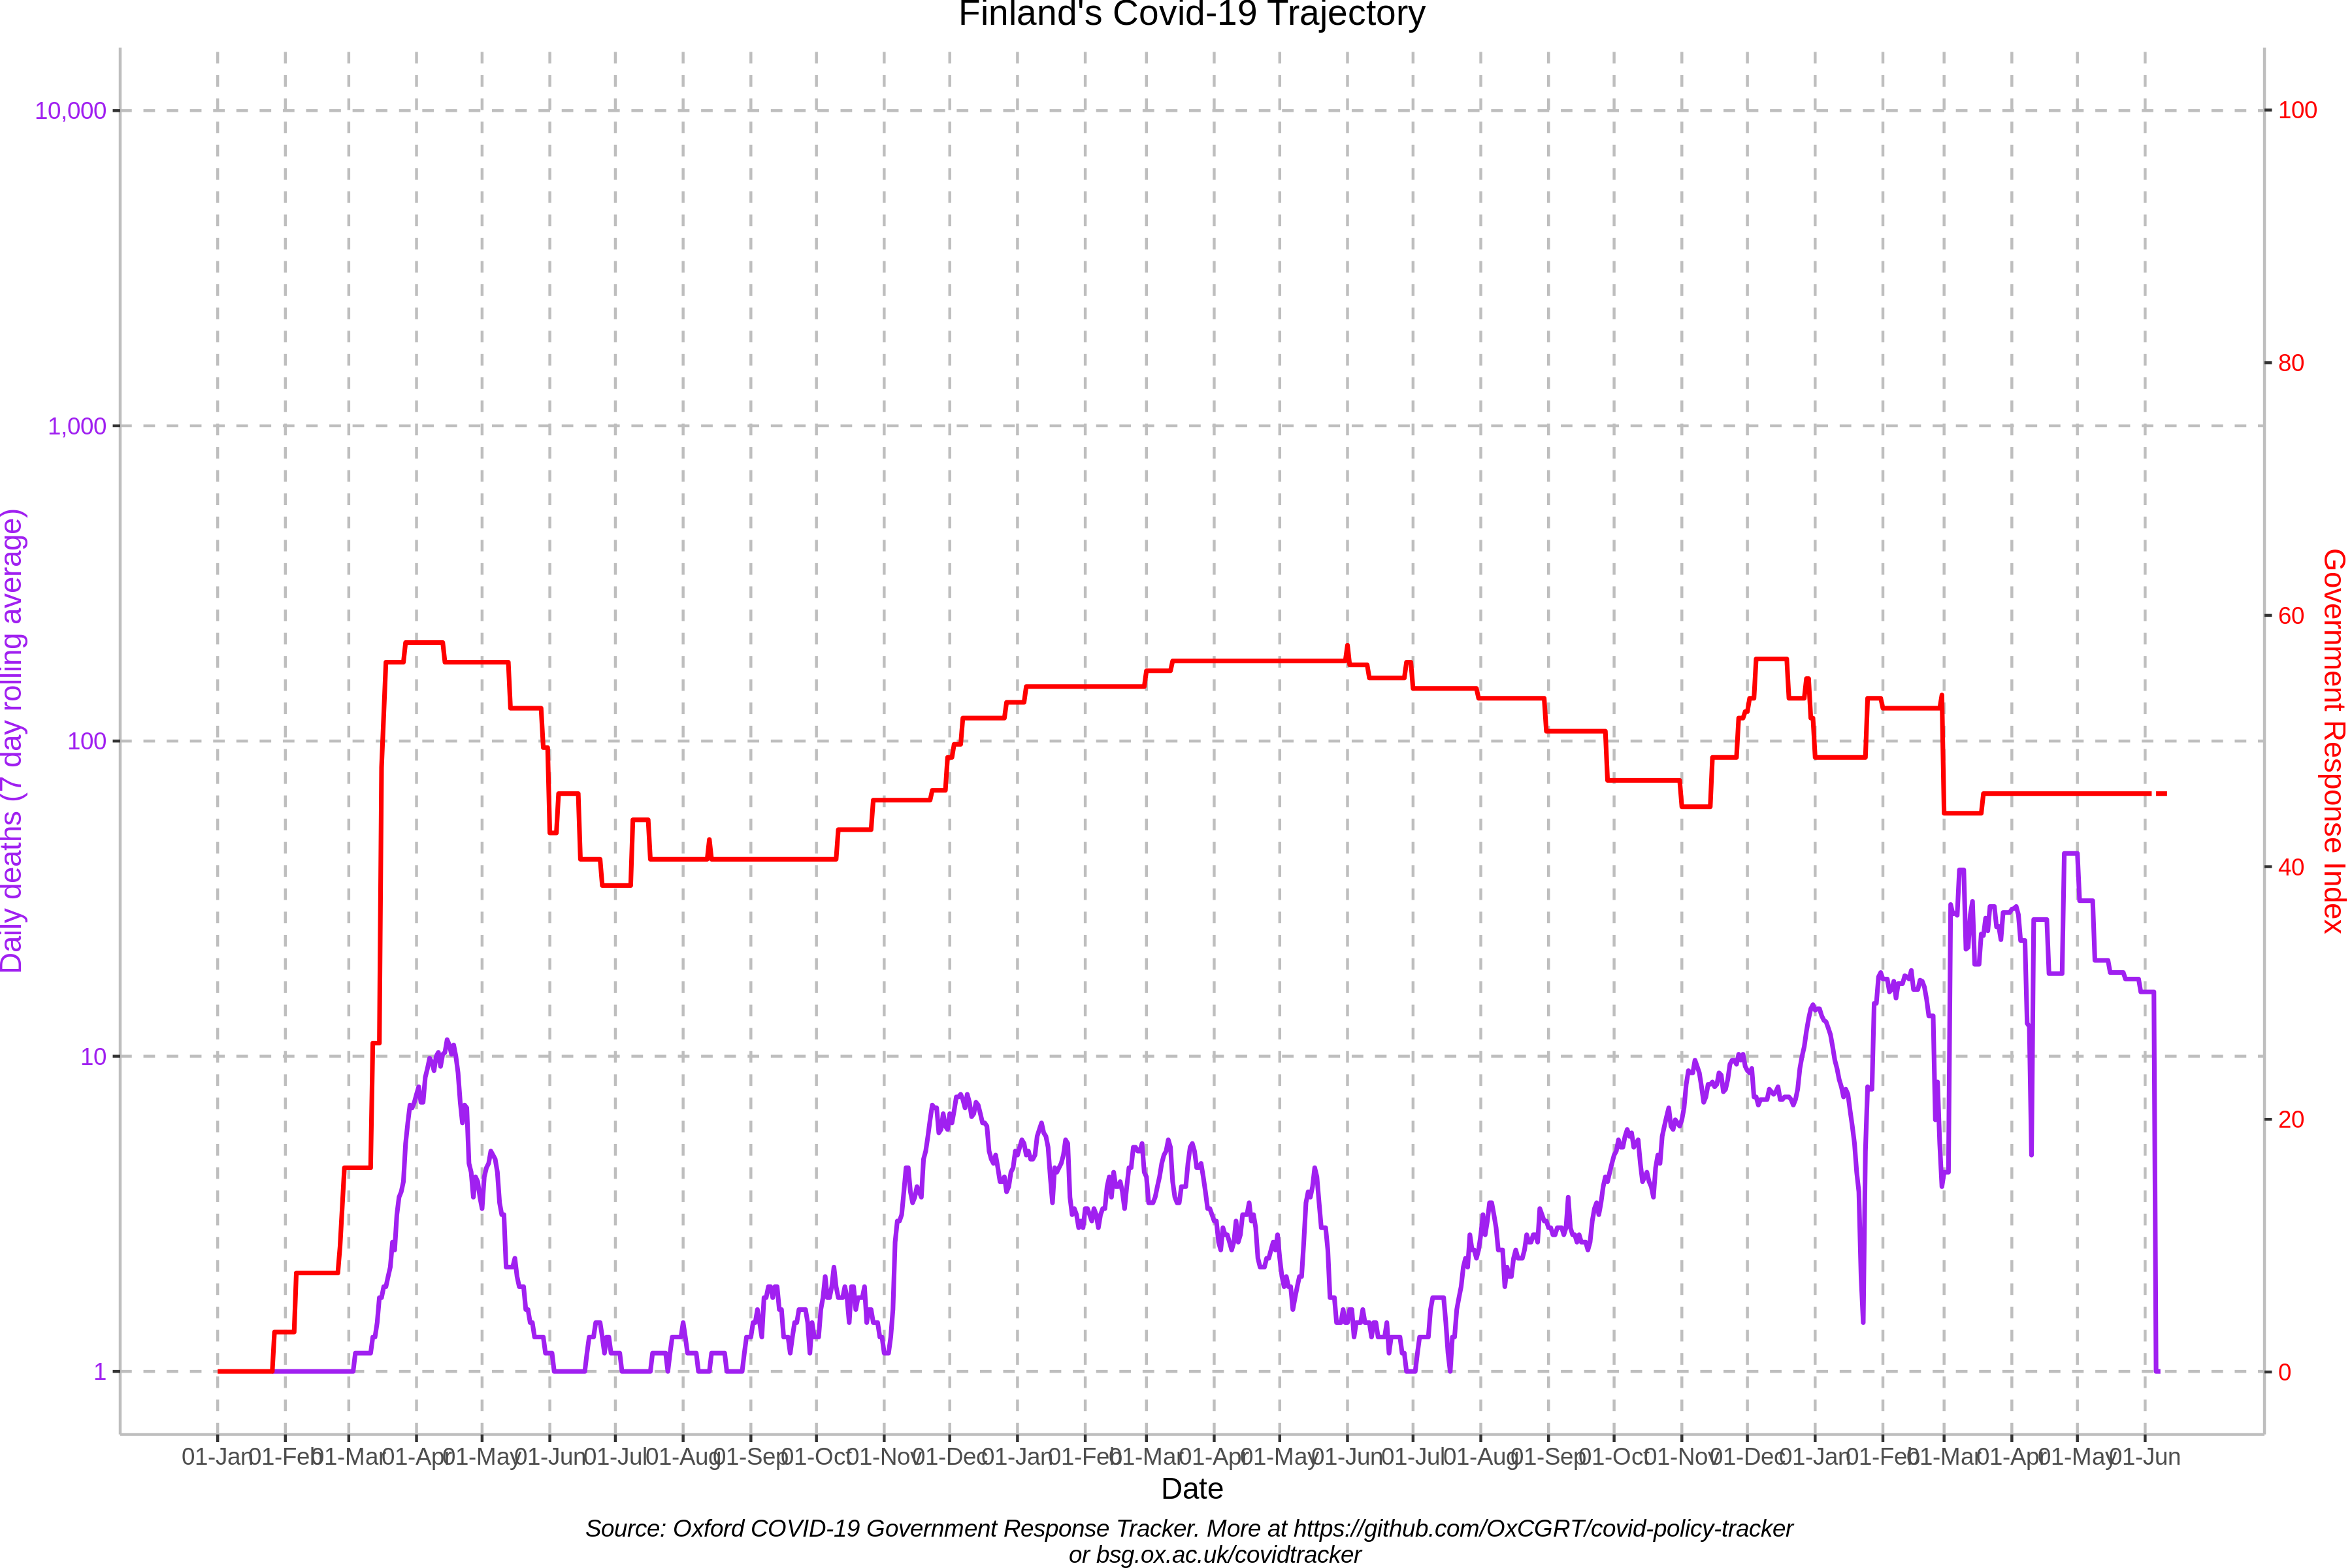 Finland's Covid-19 Trajectory
Daily deaths (7 day rolling average)
10,000
1,000
100
10
1
100
80
60
40
20
0
Government Response Index
01-Jan 01-Feb 01-Mar 01-Apr 01-May 01-Jun 01-Jul 01-Aug 01-Sep 01-Oct 01-Nov 01-Dec 01-Jan 01-Feb 01-Mar 01-Apr 01-May 01-Jun 01-Jul 01-Aug 01-Sep 01-Oct 01-Nov 01-Dec 01-Jan 01-Feb 01-Mar 01-Apr 01-May 01-Jun
Date
Source: Oxford COVID-19 Government Response Tracker. More at https://github.com/OxCGRT/covid-policy-tracker
or bsg.ox.ac.uk/covidtracker